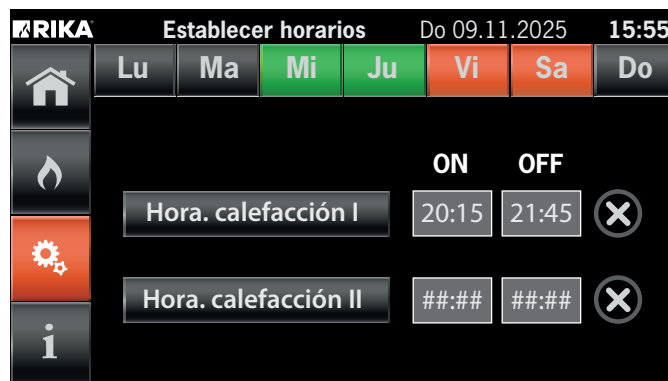 RIKA Establecer horarios Do 09.11.2025 15:55
Lu Ma Mi Ju Vi Sa Do
ON OFF
Hora. calefacción I 20:15 21:45
Hora. calefacción II ##:## ##:##
i